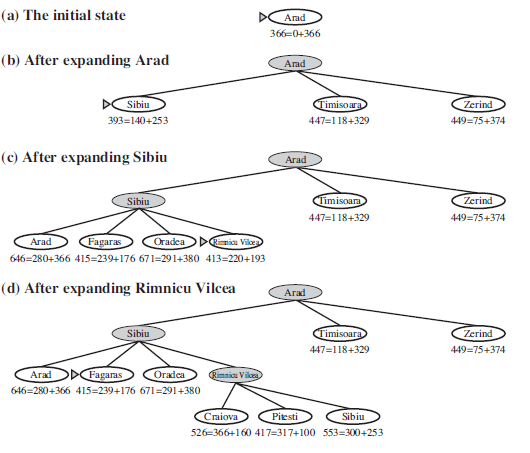 (a) The initial state
Arad
366=0+366
(b) After expanding Arad
Arad
Sibiu Timisoara Zerind
393=140+253 447=118+329 449=75+374
(c) After expanding Sibiu
Arad
Sibiu Timisoara Zerind
447=118+329 449=75+374
Arad Fagaras Oradea Rimnicu Vilcea
646=280+366 415=239+176 671=291+380 413=220+193
(d) After expanding Rimnicu Vilcea
Arad
Sibiu Timisoara Zerind
447=118+329 449=75+374
Arad Fagaras Oradea Rimnicu Vilcea
646=280+366 415=239+176 671=291+380
Craiova Pitesti Sibiu
526=366+160 417=317+100 553=300+253